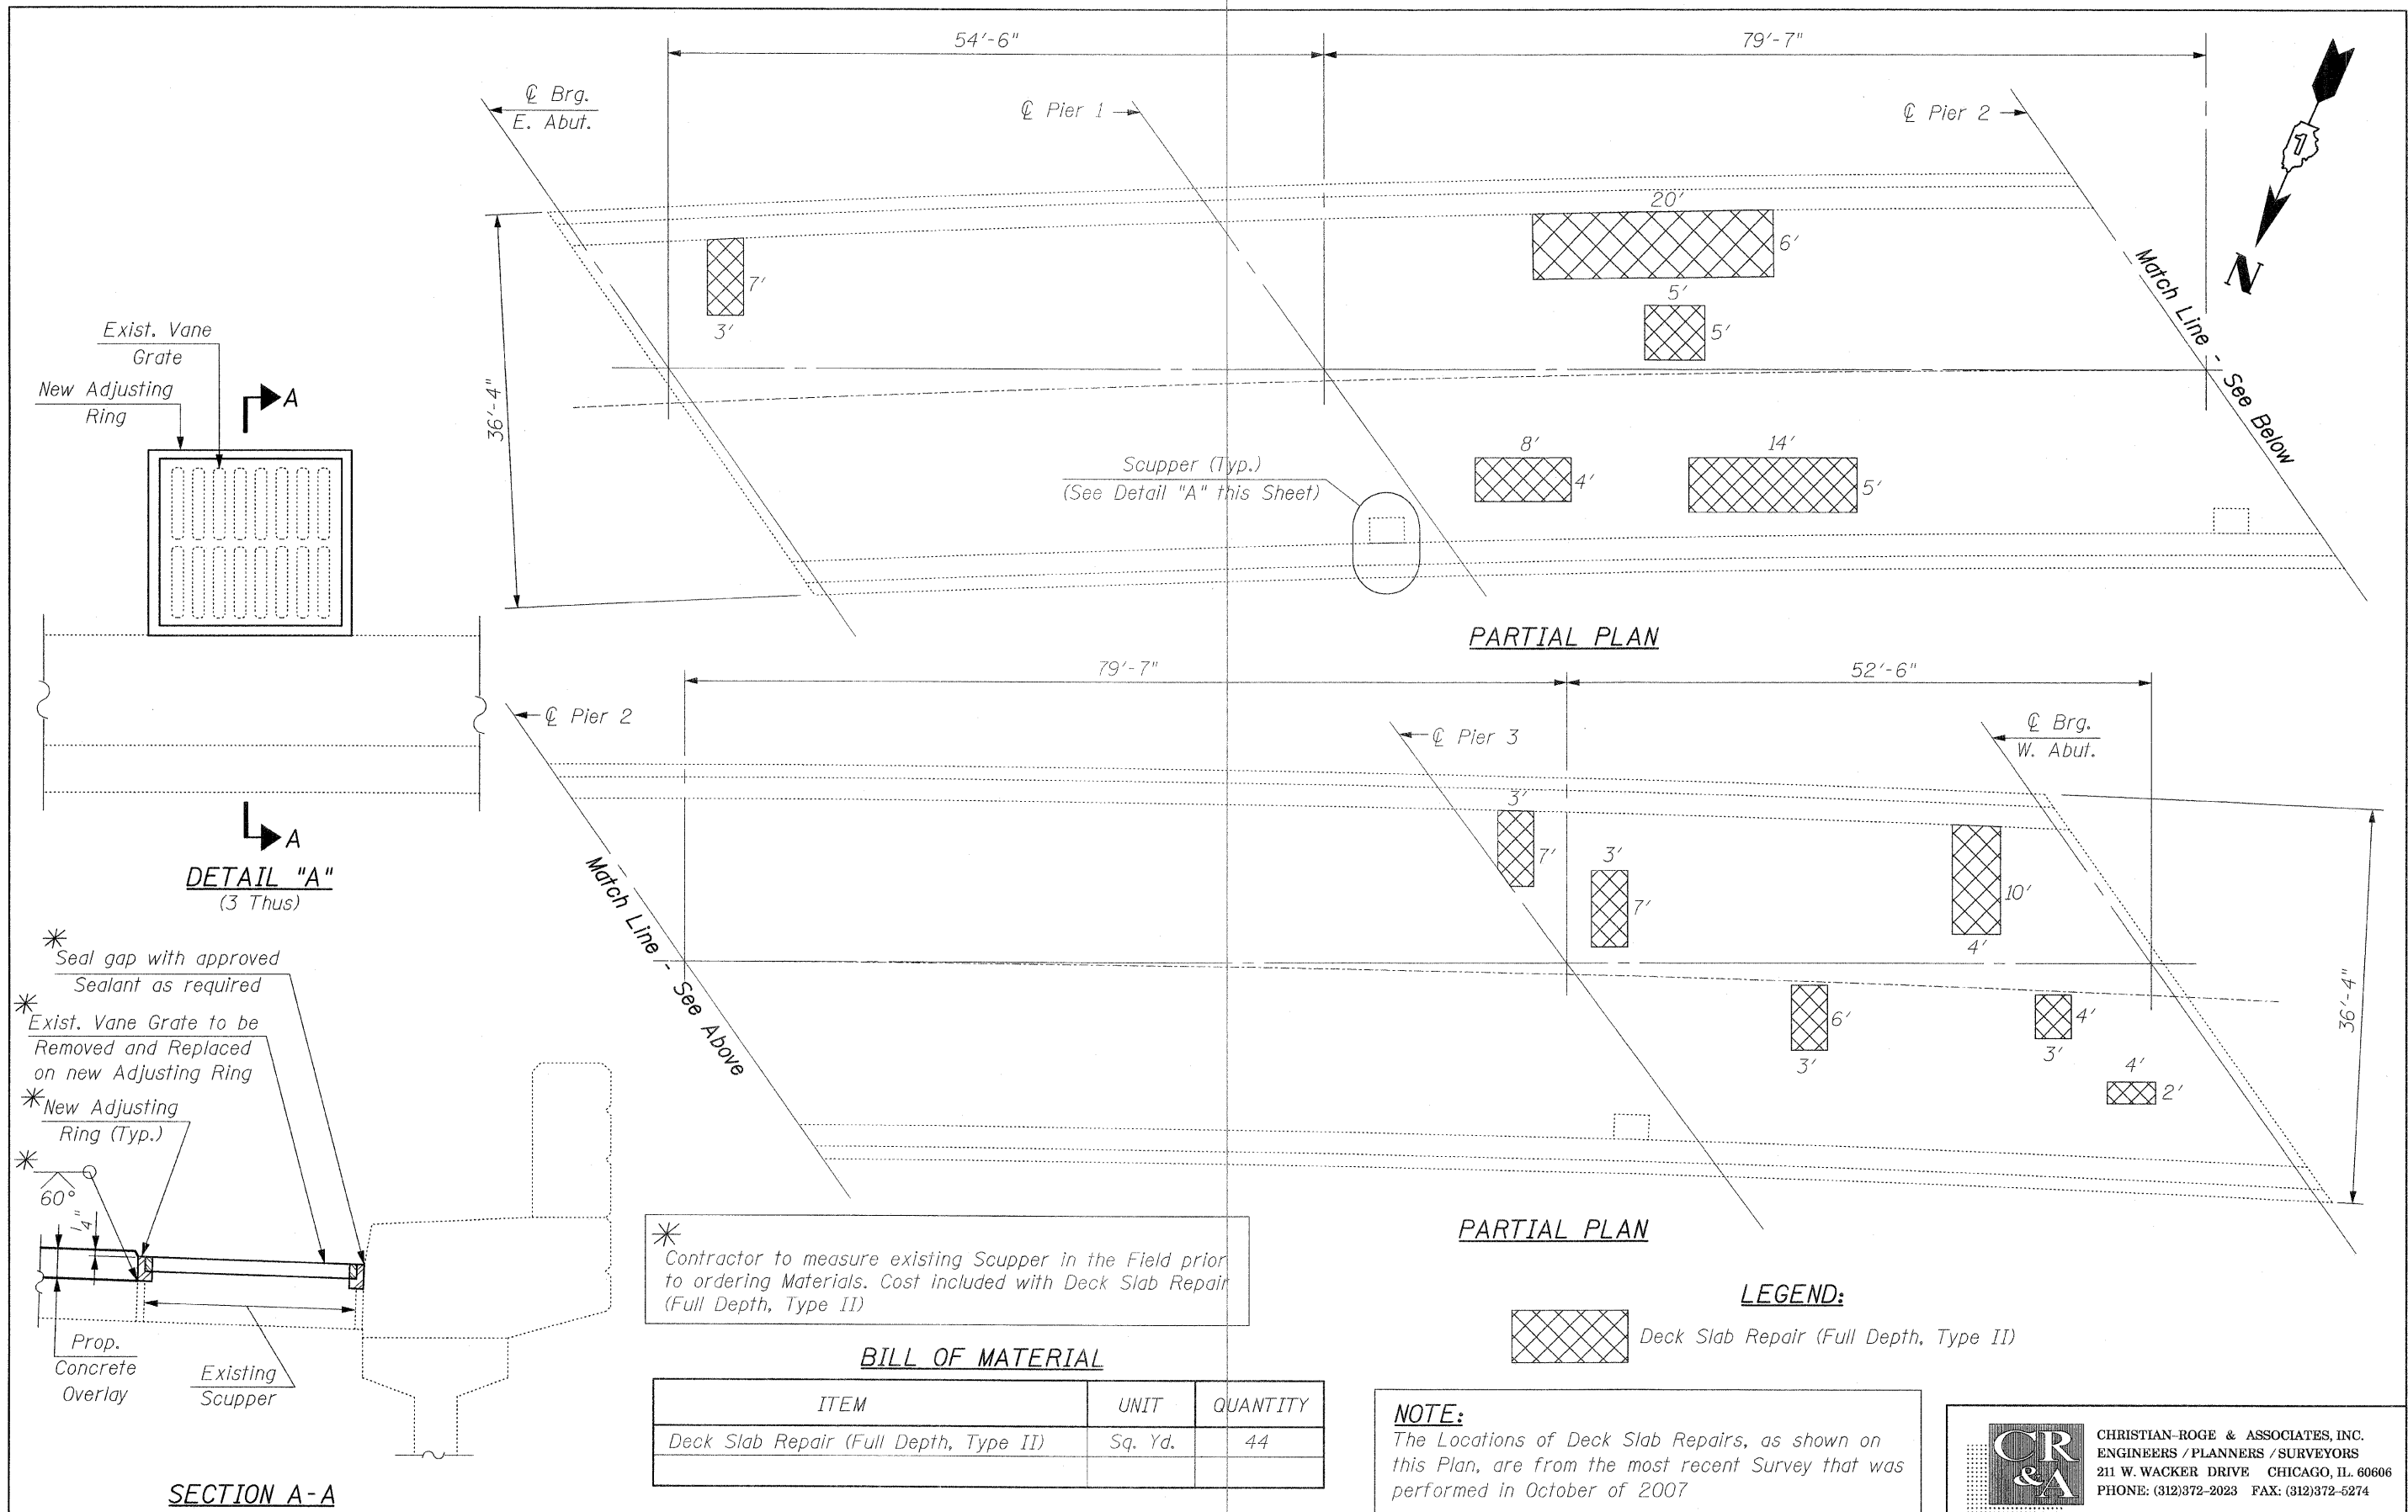 54'-6"
79'-7"
℄ Brg.
E. Abut.
℄ Pier 1
℄ Pier 2
1
N
20'
6'
7'
3'
5'
5'
Match Line - See Below
36'-4"
8'
4'
14'
5'
Scupper (Typ.)
(See Detail "A" this Sheet)
PARTIAL PLAN
Exist. Vane
Grate
New Adjusting
Ring
A
A
DETAIL "A"
(3 Thus)
79'-7"
52'-6"
℄ Pier 2
℄ Pier 3
℄ Brg.
W. Abut.
3'
7'
3'
7'
10'
4'
Match Line - See Above
6'
3'
4'
3'
4'
2'
36'-4"
PARTIAL PLAN
* Seal gap with approved
Sealant as required
* Exist. Vane Grate to be
Removed and Replaced
on new Adjusting Ring
* New Adjusting
Ring (Typ.)
*
60°
1/4"
Prop.
Concrete
Overlay
Existing
Scupper
SECTION A-A
*
Contractor to measure existing Scupper in the Field prior
to ordering Materials. Cost included with Deck Slab Repair
(Full Depth, Type II)
BILL OF MATERIAL
ITEM UNIT QUANTITY
Deck Slab Repair (Full Depth, Type II) Sq. Yd. 44
LEGEND:
Deck Slab Repair (Full Depth, Type II)
NOTE:
The Locations of Deck Slab Repairs, as shown on
this Plan, are from the most recent Survey that was
performed in October of 2007
CR
&A
CHRISTIAN-ROGE & ASSOCIATES, INC.
ENGINEERS / PLANNERS / SURVEYORS
211 W. WACKER DRIVE CHICAGO, IL. 60606
PHONE: (312)372-2023 FAX: (312)372-5274